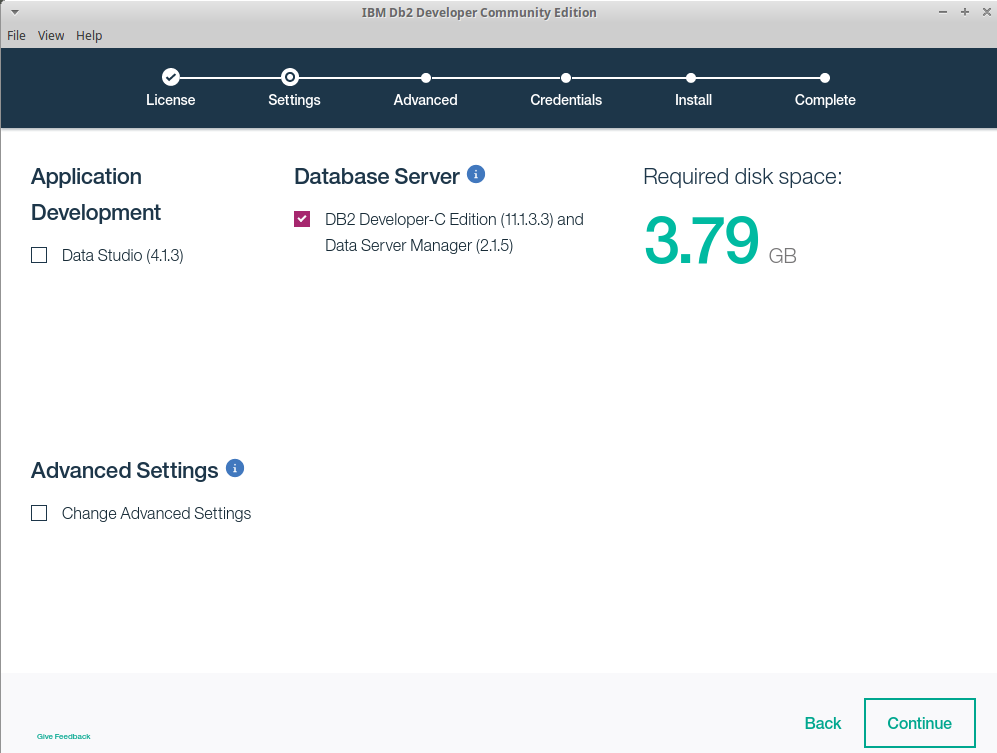 IBM Db2 Developer Community Edition
File View Help
License Settings Advanced Credentials Install Complete
Application
Development
Data Studio (4.1.3)
Database Server
DB2 Developer-C Edition (11.1.3.3) and
Data Server Manager (2.1.5)
Required disk space:
3.79 GB
Advanced Settings
Change Advanced Settings
Give Feedback
Back
Continue